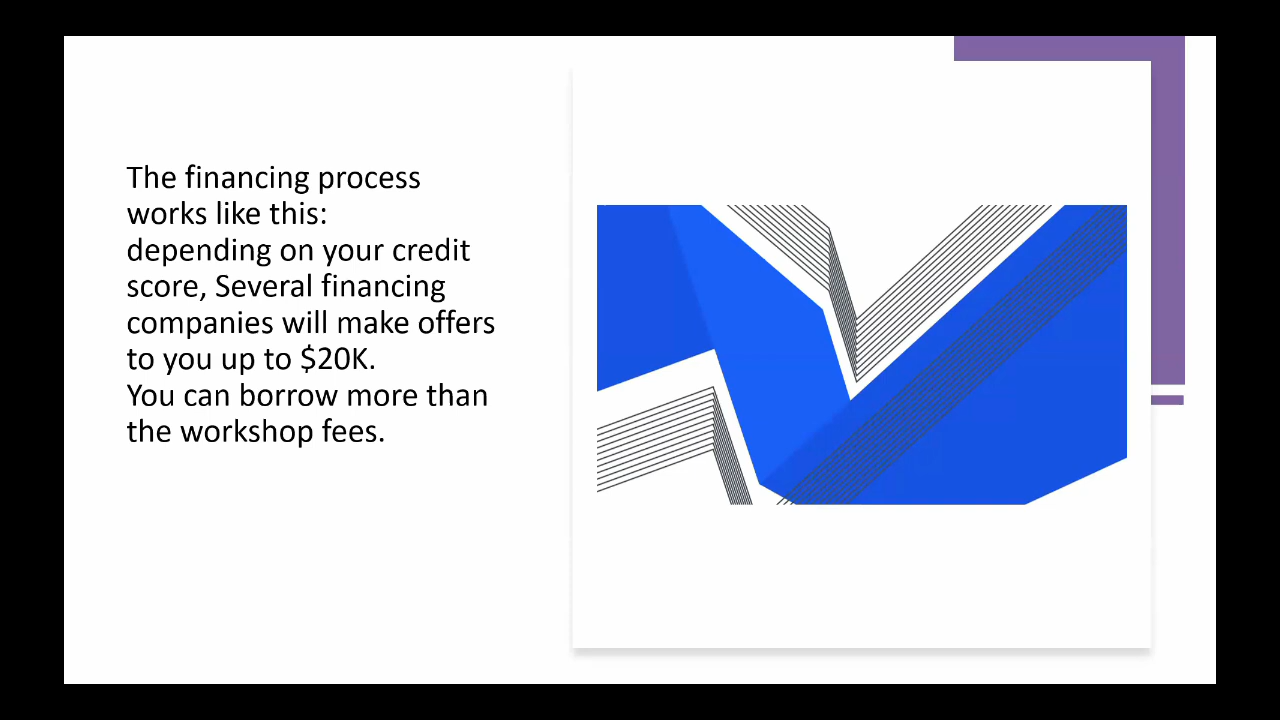 The financing process
works like this:
depending on your credit
score, Several financing
companies will make offers
to you up to $20K.
You can borrow more than
the workshop fees.